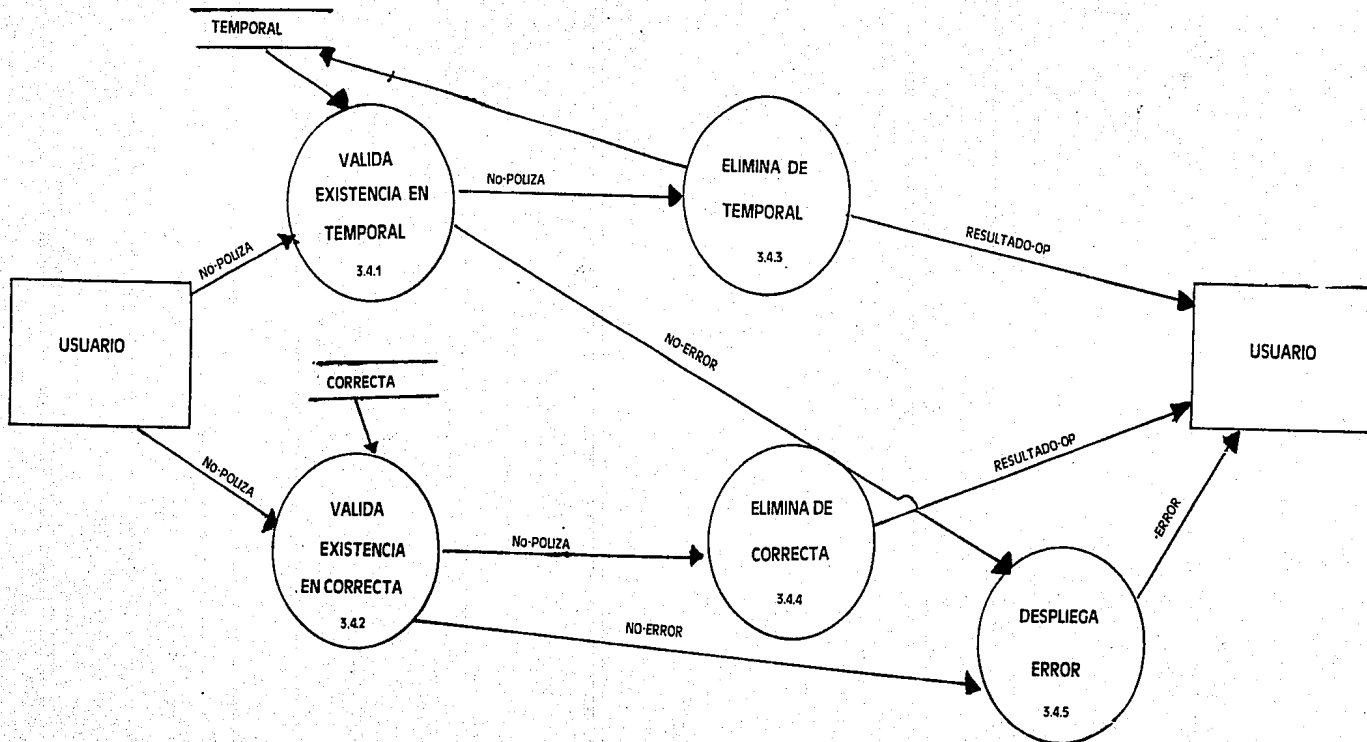 TEMPORAL
VALIDA
EXISTENCIA EN
TEMPORAL
3.4.1
No-POLIZA
ELIMINA DE
TEMPORAL
3.4.3
RESULTADO-OP
No-POLIZA
USUARIO
NO-ERROR
USUARIO
CORRECTA
No-POLIZA
VALIDA
EXISTENCIA
EN CORRECTA
3.4.2
No-POLIZA
ELIMINA DE
CORRECTA
3.4.4
RESULTADO-OP
-ERROR
NO-ERROR
DESPLIEGA
ERROR
3.4.5